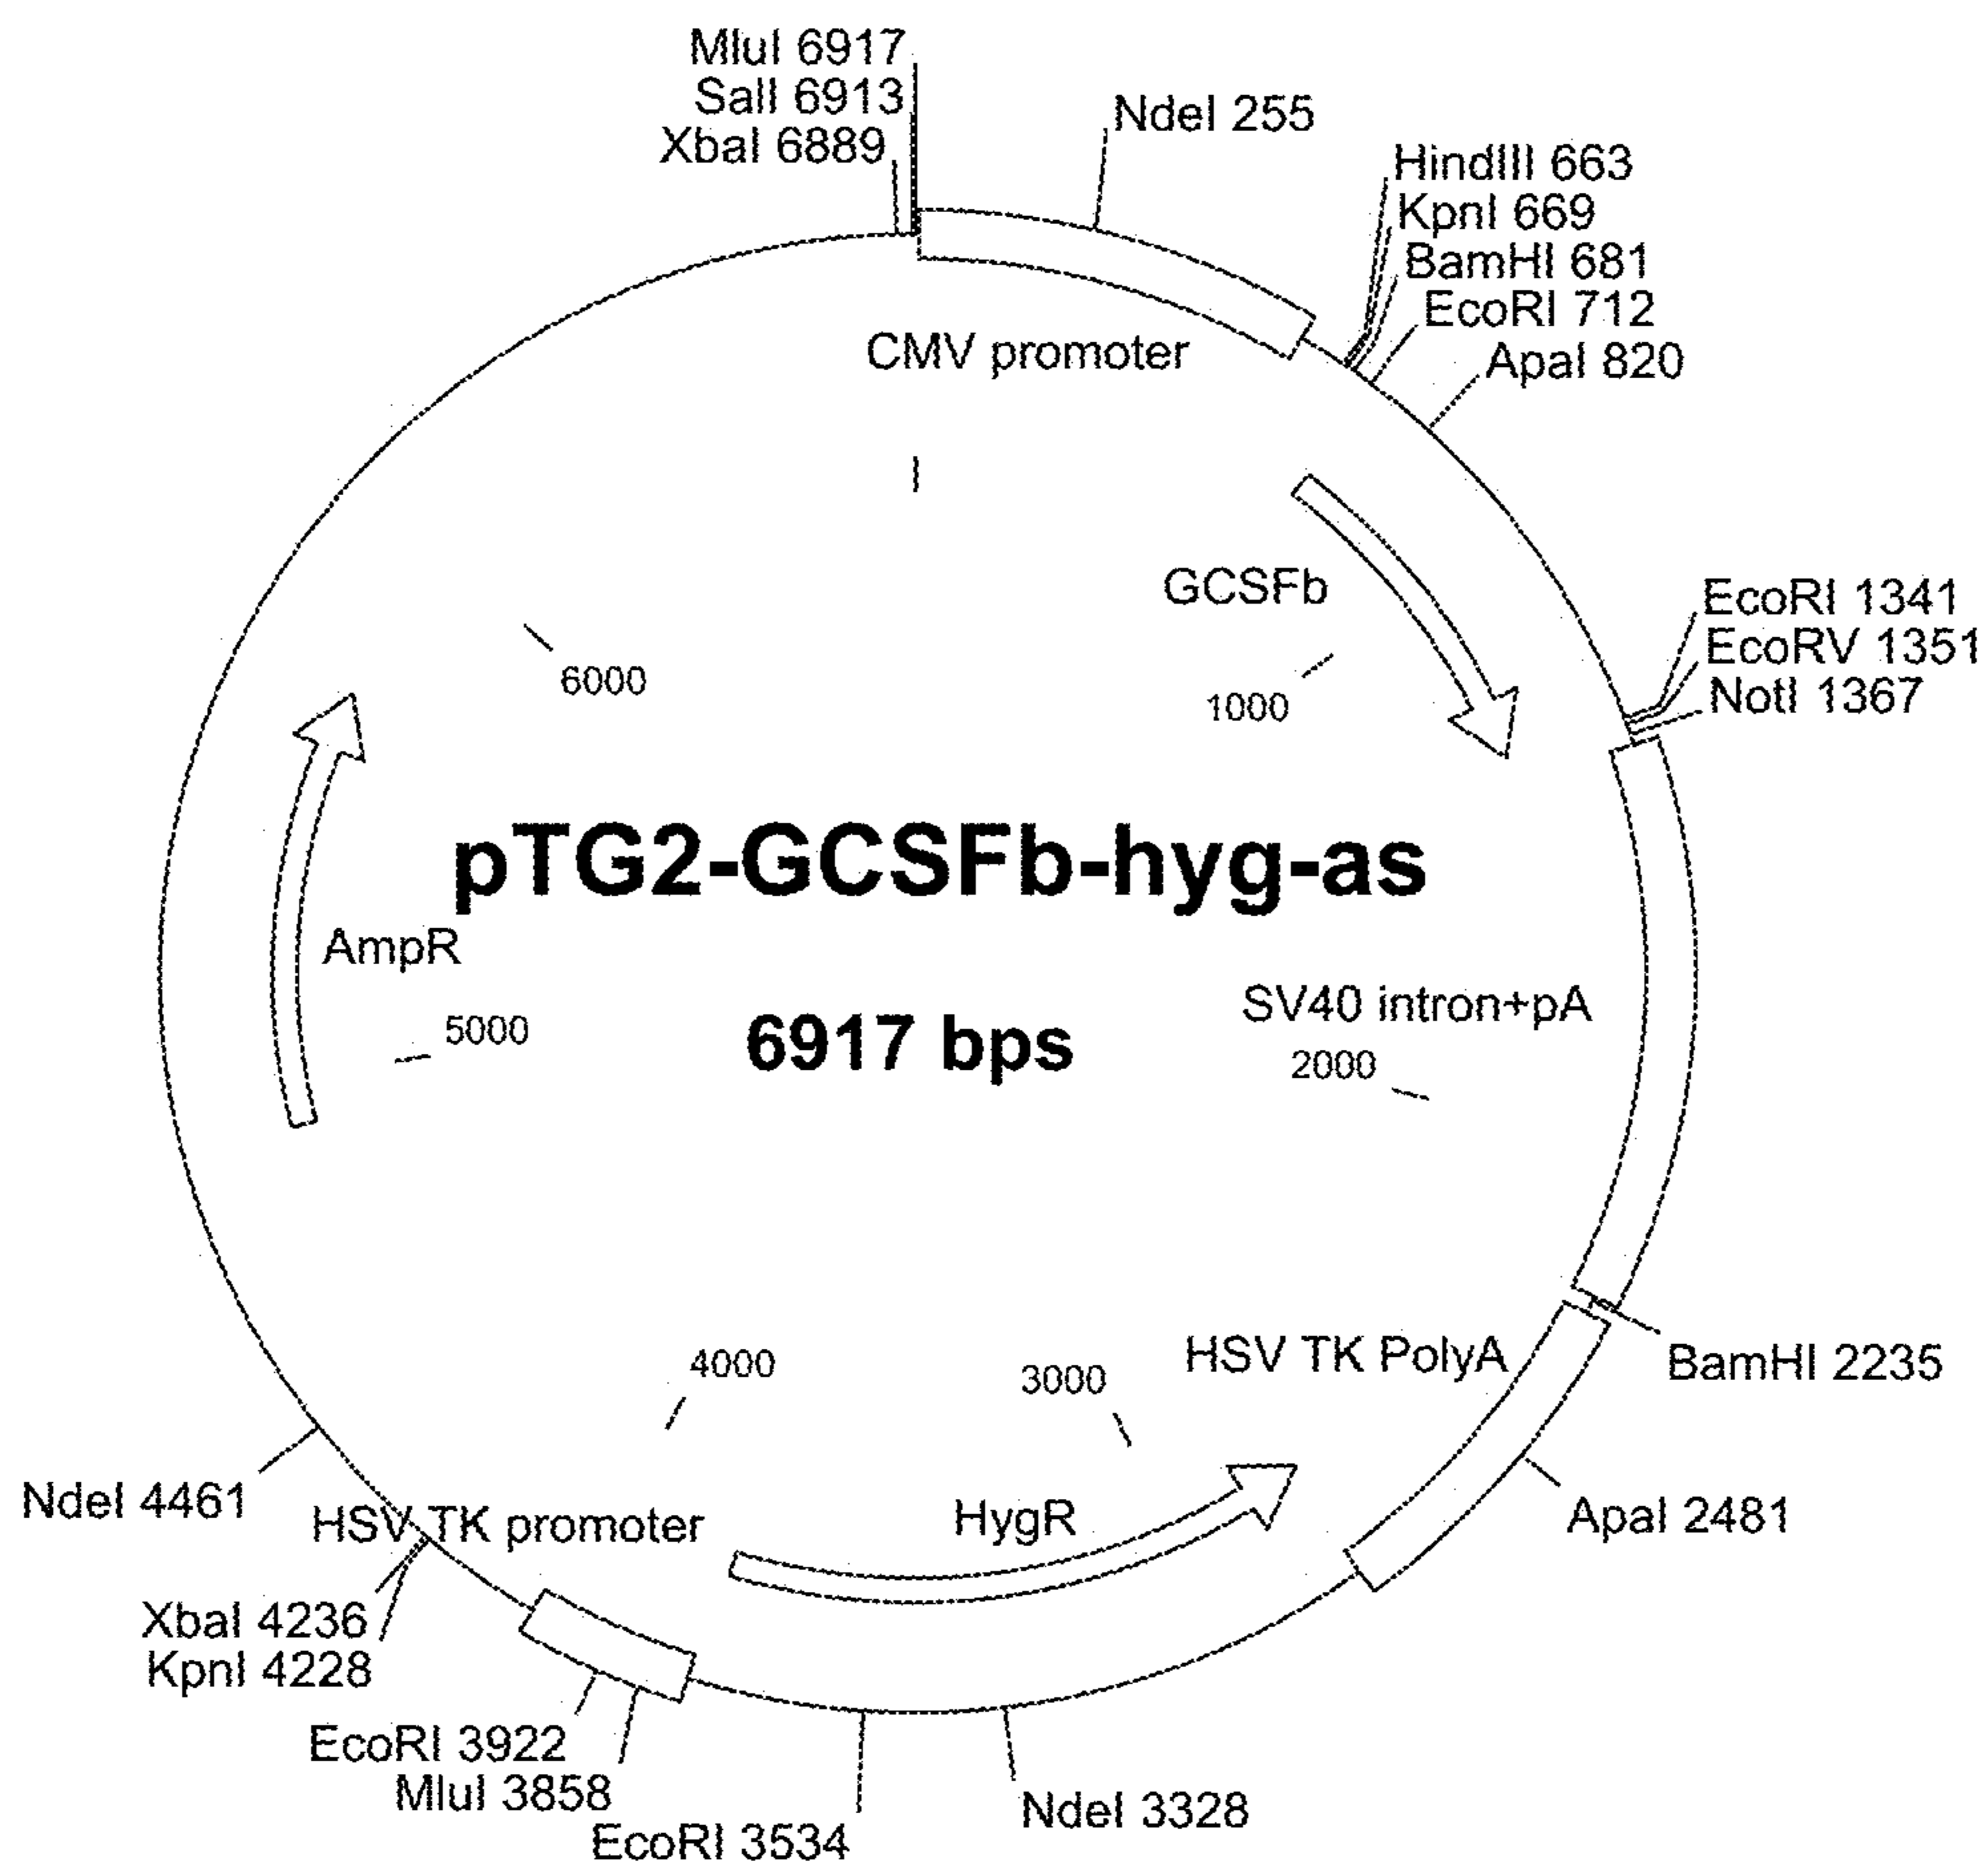 MluI 6917
SalI 6913
XbaI 6889
NdeI 255
HindIII 663
KpnI 669
BamHI 681
EcoRI 712
ApaI 820
CMV promoter
GCSFb
EcoRI 1341
EcoRV 1351
NotI 1367
6000
1000
pTG2-GCSFb-hyg-as
AmpR
SV40 intron+pA
5000
6917 bps
2000
HSV TK PolyA
BamHI 2235
4000
3000
NdeI 4461
HSV TK promoter
HygR
ApaI 2481
XbaI 4236
KpnI 4228
EcoRI 3922
MluI 3858
EcoRI 3534
NdeI 3328